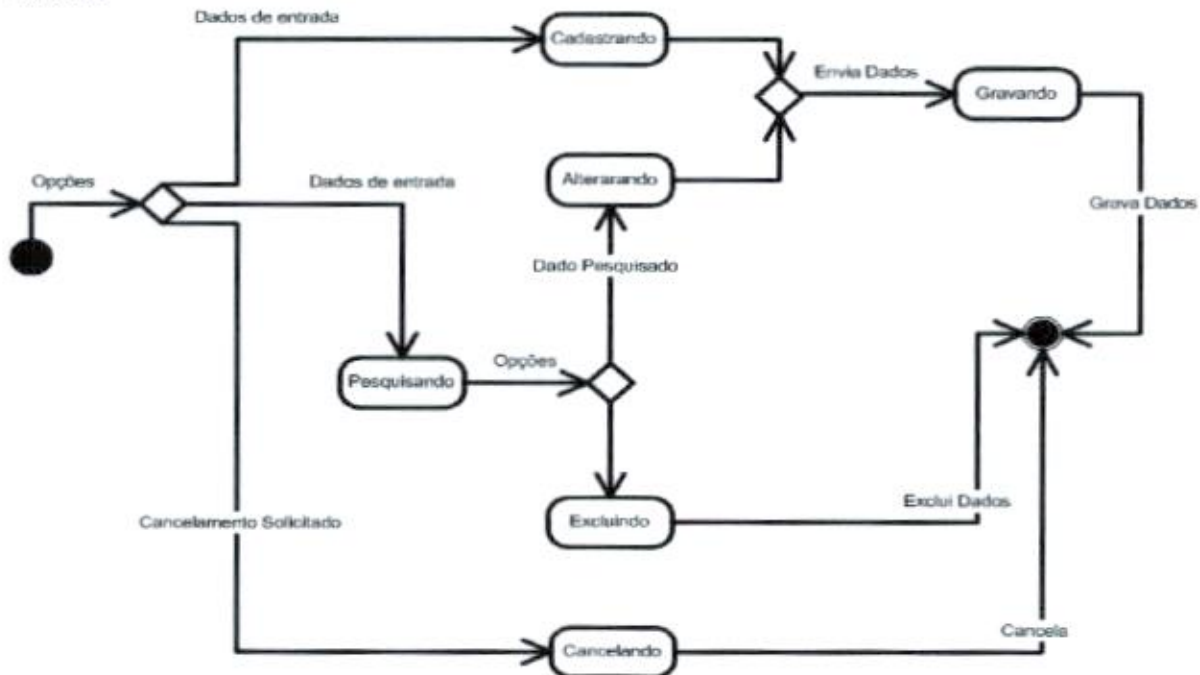 Dados de entrada
Cadastrando
Envia Dados
Gravando
Opções
Dados de entrada
Alterarando
Grava Dados
Dado Pesquisado
Pesquisando
Opções
Exclui Dados
Excluindo
Cancelamento Solicitado
Cancela
Cancelando